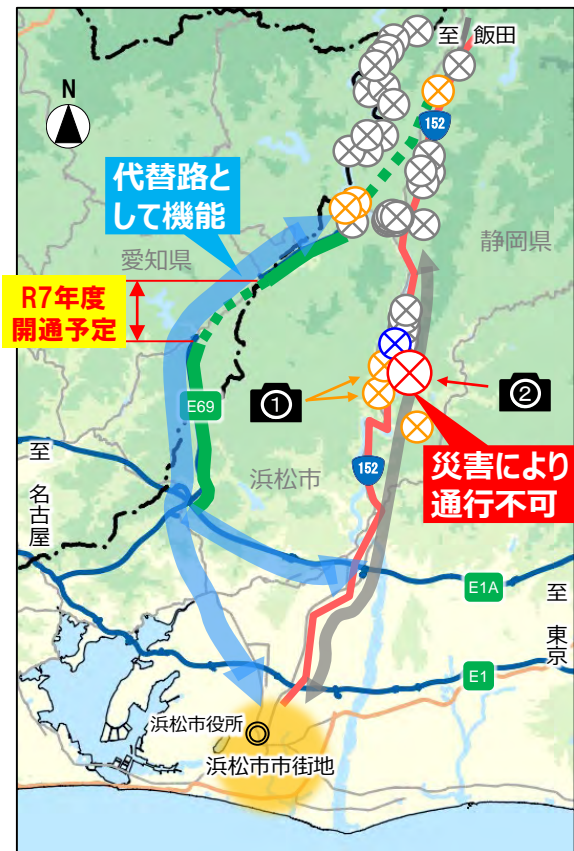 至 飯田
N
152
代替路と
して機能
愛知県
静岡県
R7年度
開通予定
E69
①
②
災害により
通行不可
至
名古屋
浜松市
152
E1A
至
東京
E1
浜松市役所
浜松市市街地